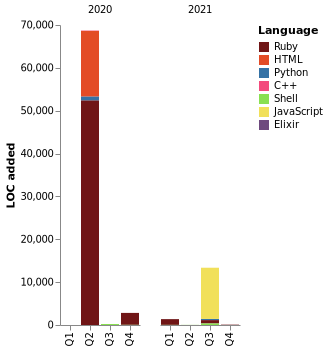 2020
2021
LOC added
70,000
60,000
50,000
40,000
30,000
20,000
10,000
0
Q1
Q2
Q3
Q4
Q1
Q2
Q3
Q4
Language
Ruby
HTML
Python
C++
Shell
JavaScript
Elixir